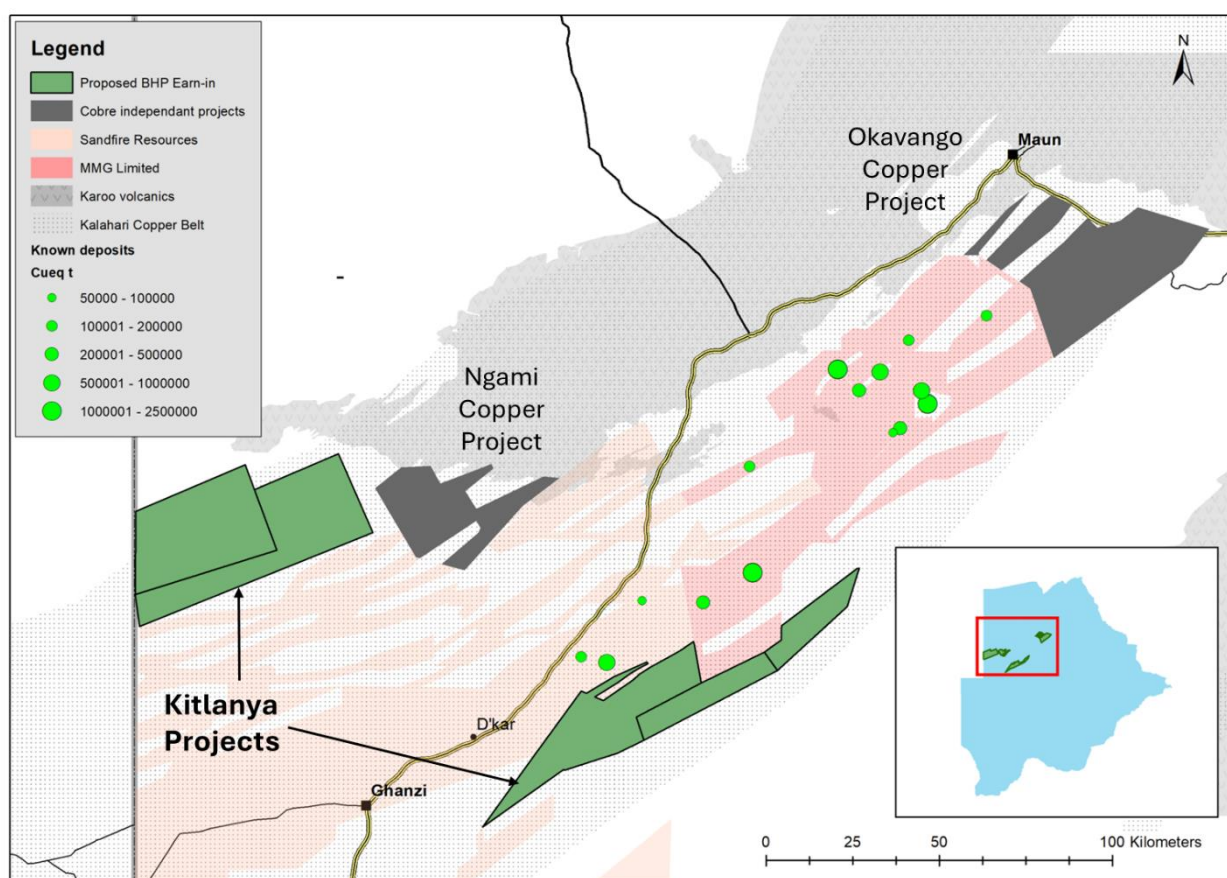 Legend
Proposed BHP Earn-in
Cobre independant projects
Sandfire Resources
MMG Limited
Karoo volcanics
Kalahari Copper Belt
Known deposits
Cueq t
50000 - 100000
100001 - 200000
200001 - 500000
500001 - 1000000
1000001 - 2500000
N
Okavango
Copper
Project
Maun
Ngami
Copper
Project
Kitlanya
Projects
D'kar
Ghanzi
0 25 50 100 Kilometers